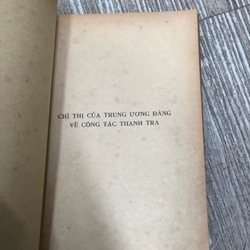 CHỈ THỊ CỦA TRUNG ƯƠNG ĐẢNG
VỀ CÔNG TÁC THANH TRA